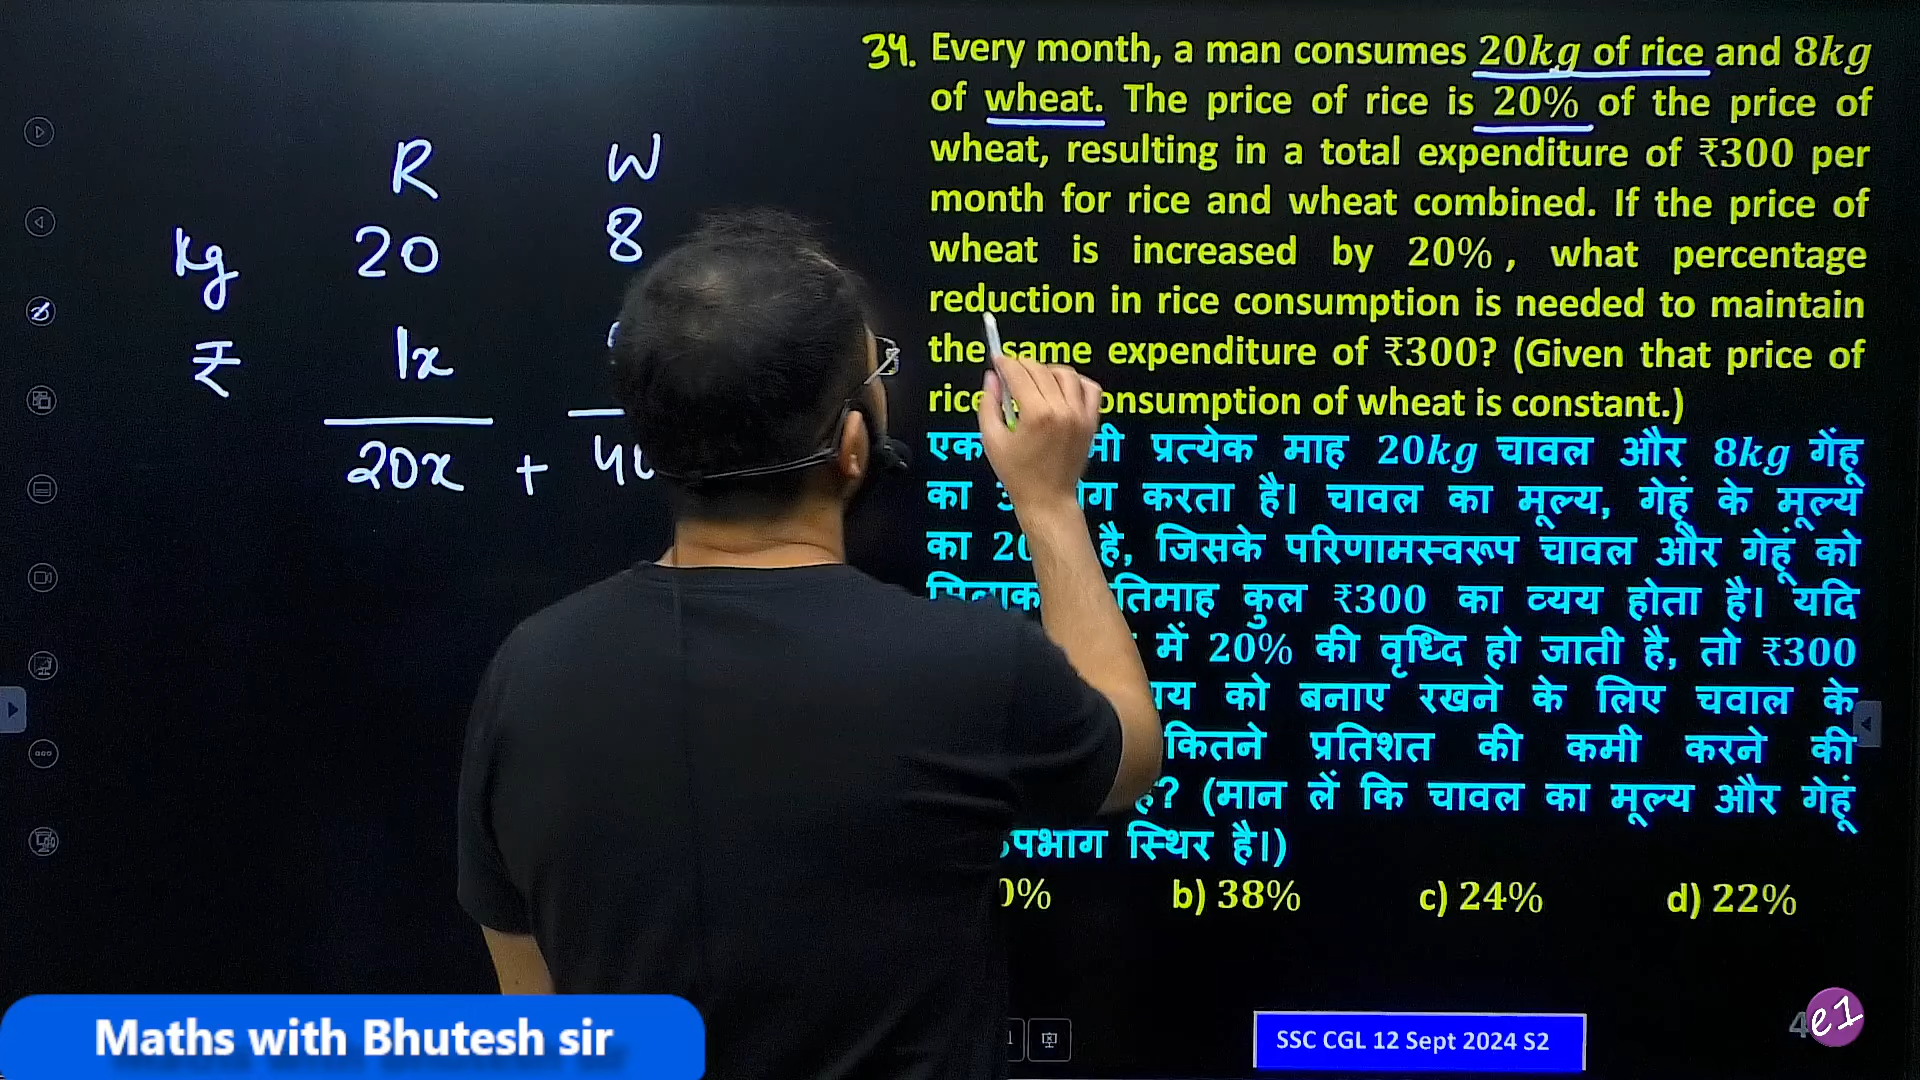 34. Every month, a man consumes 20kg of rice and 8kg
of wheat. The price of rice is 20% of the price of
wheat, resulting in a total expenditure of ₹300 per
month for rice and wheat combined. If the price of
wheat is increased by 20%, what percentage
reduction in rice consumption is needed to maintain
the same expenditure of ₹300? (Given that price of
rice onsumption of wheat is constant.)
एक मी प्रत्येक माह 20kg चावल और 8kg गेंहू
का ग करता है। चावल का मूल्य, गेहूं के मूल्य
का है, जिसके परिणामस्वरूप चावल और गेहूं को
तिमाह कुल ₹300 का व्यय होता है। यदि
में 20% की वृध्दि हो जाती है, तो ₹300
यय को बनाए रखने के लिए चवाल के
कितने प्रतिशत की कमी करने की
है? (मान लें कि चावल का मूल्य और गेहूं
पभाग स्थिर है।)
0% b) 38% c) 24% d) 22%
R W
kg 20 8
₹ 1x
20x + 40
Maths with Bhutesh sir
SSC CGL 12 Sept 2024 S2
4
e1